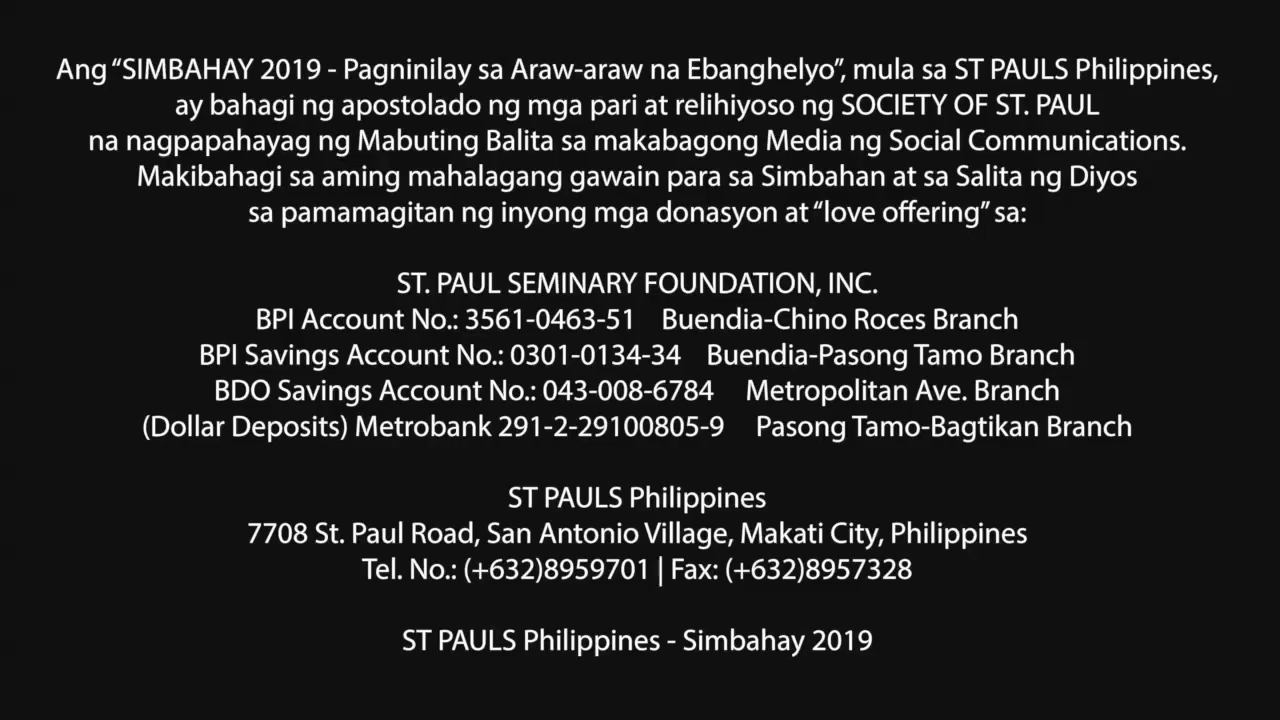 Ang “SIMBAHAY 2019 - Pagninilay sa Araw-araw na Ebanghelyo”, mula sa ST PAULS Philippines,
ay bahagi ng apostolado ng mga pari at relihiyoso ng SOCIETY OF ST. PAUL
na nagpapahayag ng Mabuting Balita sa makabagong Media ng Social Communications.
Makibahagi sa aming mahalagang gawain para sa Simbahan at sa Salita ng Diyos
sa pamamagitan ng inyong mga donasyon at “love offering” sa:
ST. PAUL SEMINARY FOUNDATION, INC.
BPI Account No.: 3561-0463-51 Buendia-Chino Roces Branch
BPI Savings Account No.: 0301-0134-34 Buendia-Pasong Tamo Branch
BDO Savings Account No.: 043-008-6784 Metropolitan Ave. Branch
(Dollar Deposits) Metrobank 291-2-29100805-9 Pasong Tamo-Bagtikan Branch
ST PAULS Philippines
7708 St. Paul Road, San Antonio Village, Makati City, Philippines
Tel. No.: (+632)8959701 | Fax: (+632)8957328
ST PAULS Philippines - Simbahay 2019